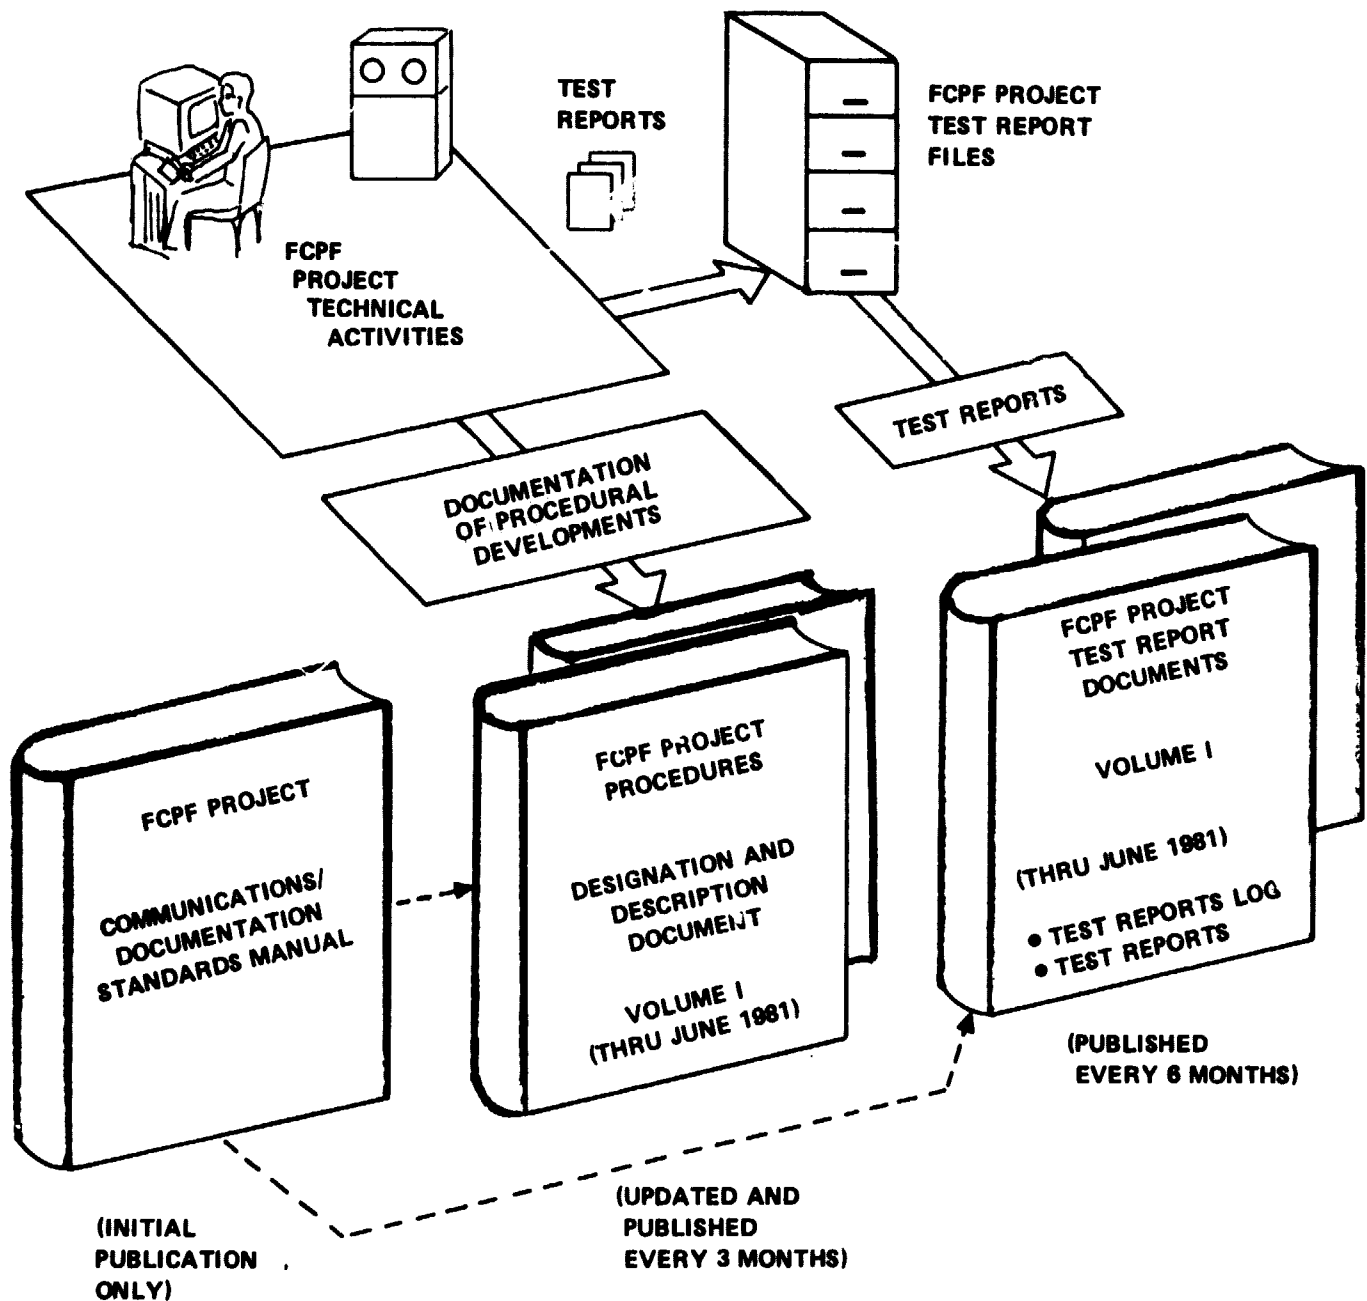 TEST
REPORTS
FCPF PROJECT
TEST REPORT
FILES
FCPF
PROJECT
TECHNICAL
ACTIVITIES
TEST REPORTS
DOCUMENTATION
OF PROCEDURAL
DEVELOPMENTS
FCPF PROJECT
COMMUNICATIONS/
DOCUMENTATION
STANDARDS MANUAL
FCPF PROJECT
PROCEDURES
DESIGNATION AND
DESCRIPTION
DOCUMENT
VOLUME I
(THRU JUNE 1981)
FCPF PROJECT
TEST REPORT
DOCUMENTS
VOLUME I
(THRU JUNE 1981)
• TEST REPORTS LOG
• TEST REPORTS
(INITIAL
PUBLICATION
ONLY)
(UPDATED AND
PUBLISHED
EVERY 3 MONTHS)
(PUBLISHED
EVERY 6 MONTHS)